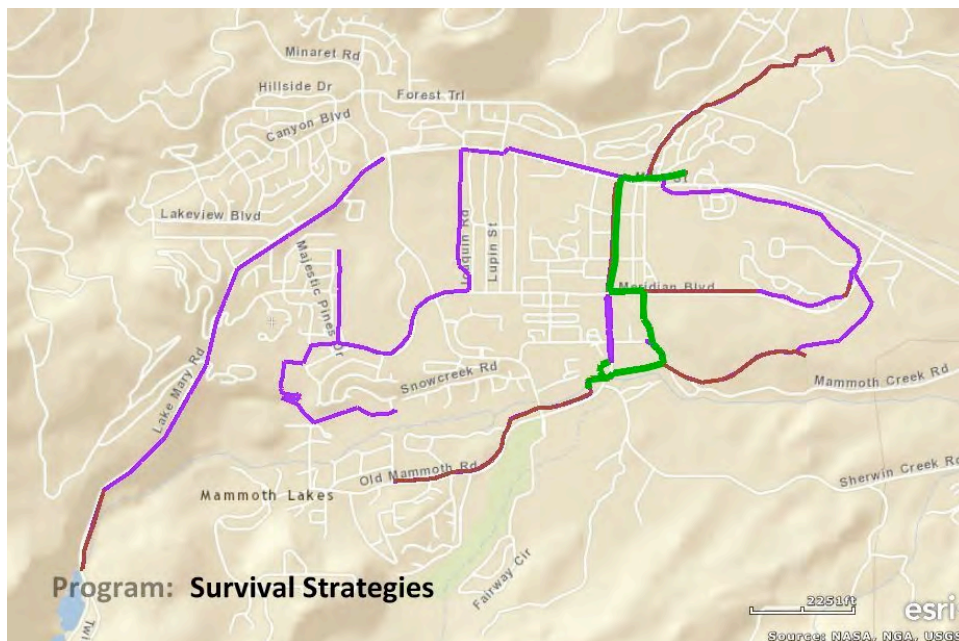 Minaret Rd
Hillside Dr
Forest Trl
Canyon Blvd
Lakeview Blvd
Majestic Pines Dr
Lupin St
Meridian Blvd
Snowcreek Rd
Lake Mary Rd
Mammoth Creek Rd
Old Mammoth Rd
Sherwin Creek Rd
Mammoth Lakes
Fairway Cir
Program: Survival Strategies
2251ft
esri
Source: NASA, NGA, USGS